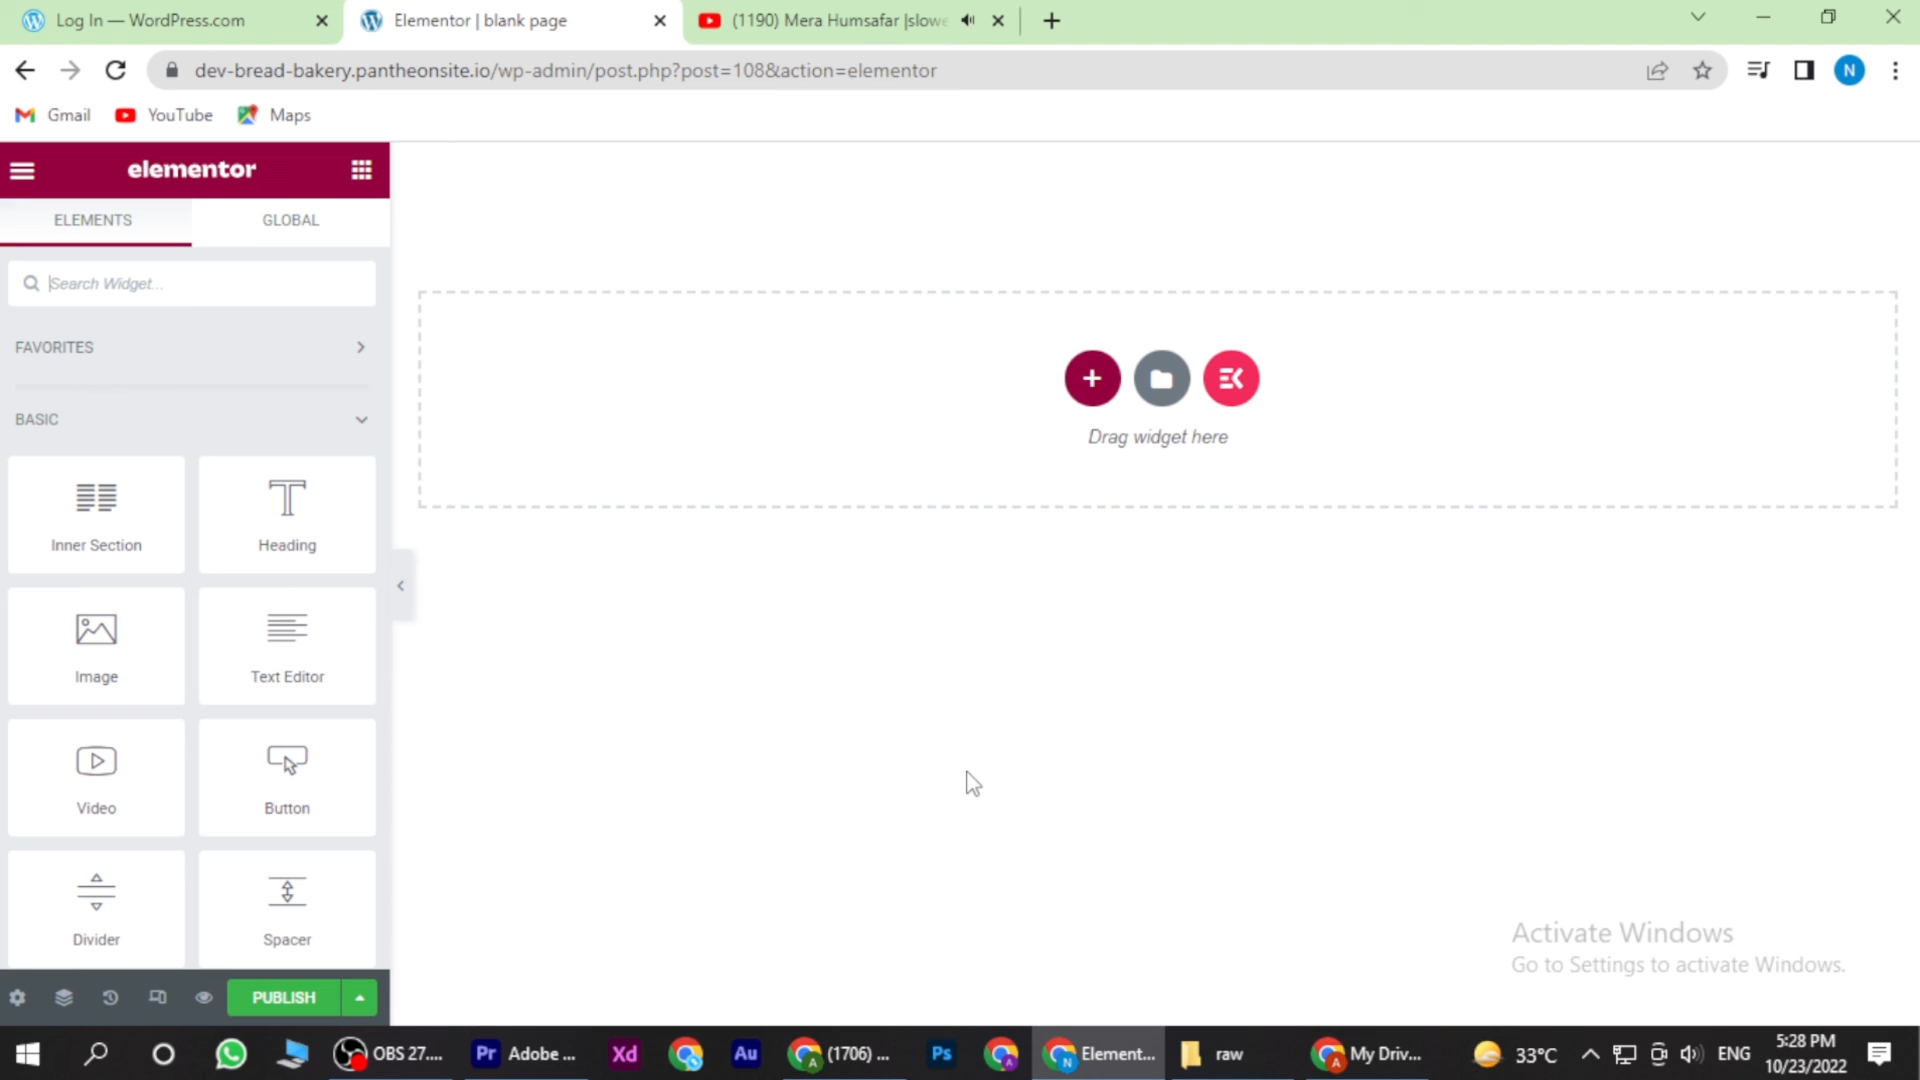 Log In — WordPress.com
Elementor | blank page
(1190) Mera Humsafar |slowe
dev-bread-bakery.pantheonsite.io/wp-admin/post.php?post=108&action=elementor
N
Gmail
YouTube
Maps
elementor
ELEMENTS
GLOBAL
Search Widget...
FAVORITES
BASIC
Inner Section
Heading
Image
Text Editor
Video
Button
Divider
Spacer
Drag widget here
PUBLISH
Activate Windows
Go to Settings to activate Windows.
OBS 27....
Pr Adobe ...
Xd
Au
(1706) ...
Ps
Element...
raw
My Driv...
33°C
ENG
5:28 PM
10/23/2022